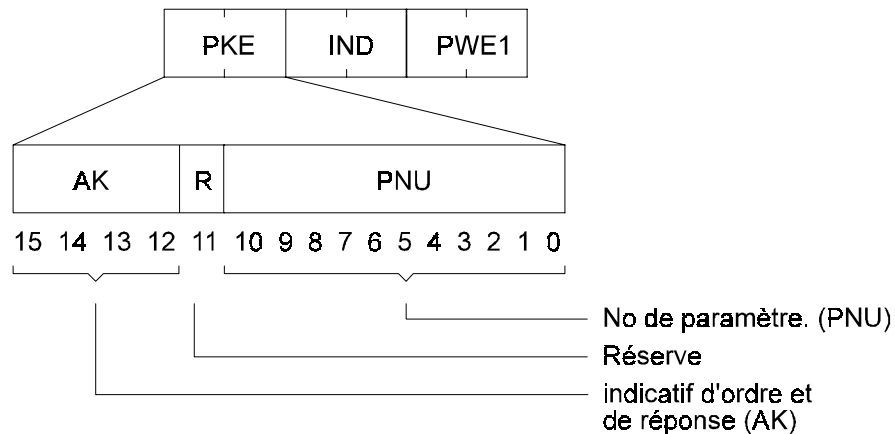 PKE IND PWE1
AK R PNU
15 14 13 12 11 10 9 8 7 6 5 4 3 2 1 0
No de paramètre. (PNU)
Réserve
indicatif d'ordre et
de réponse (AK)